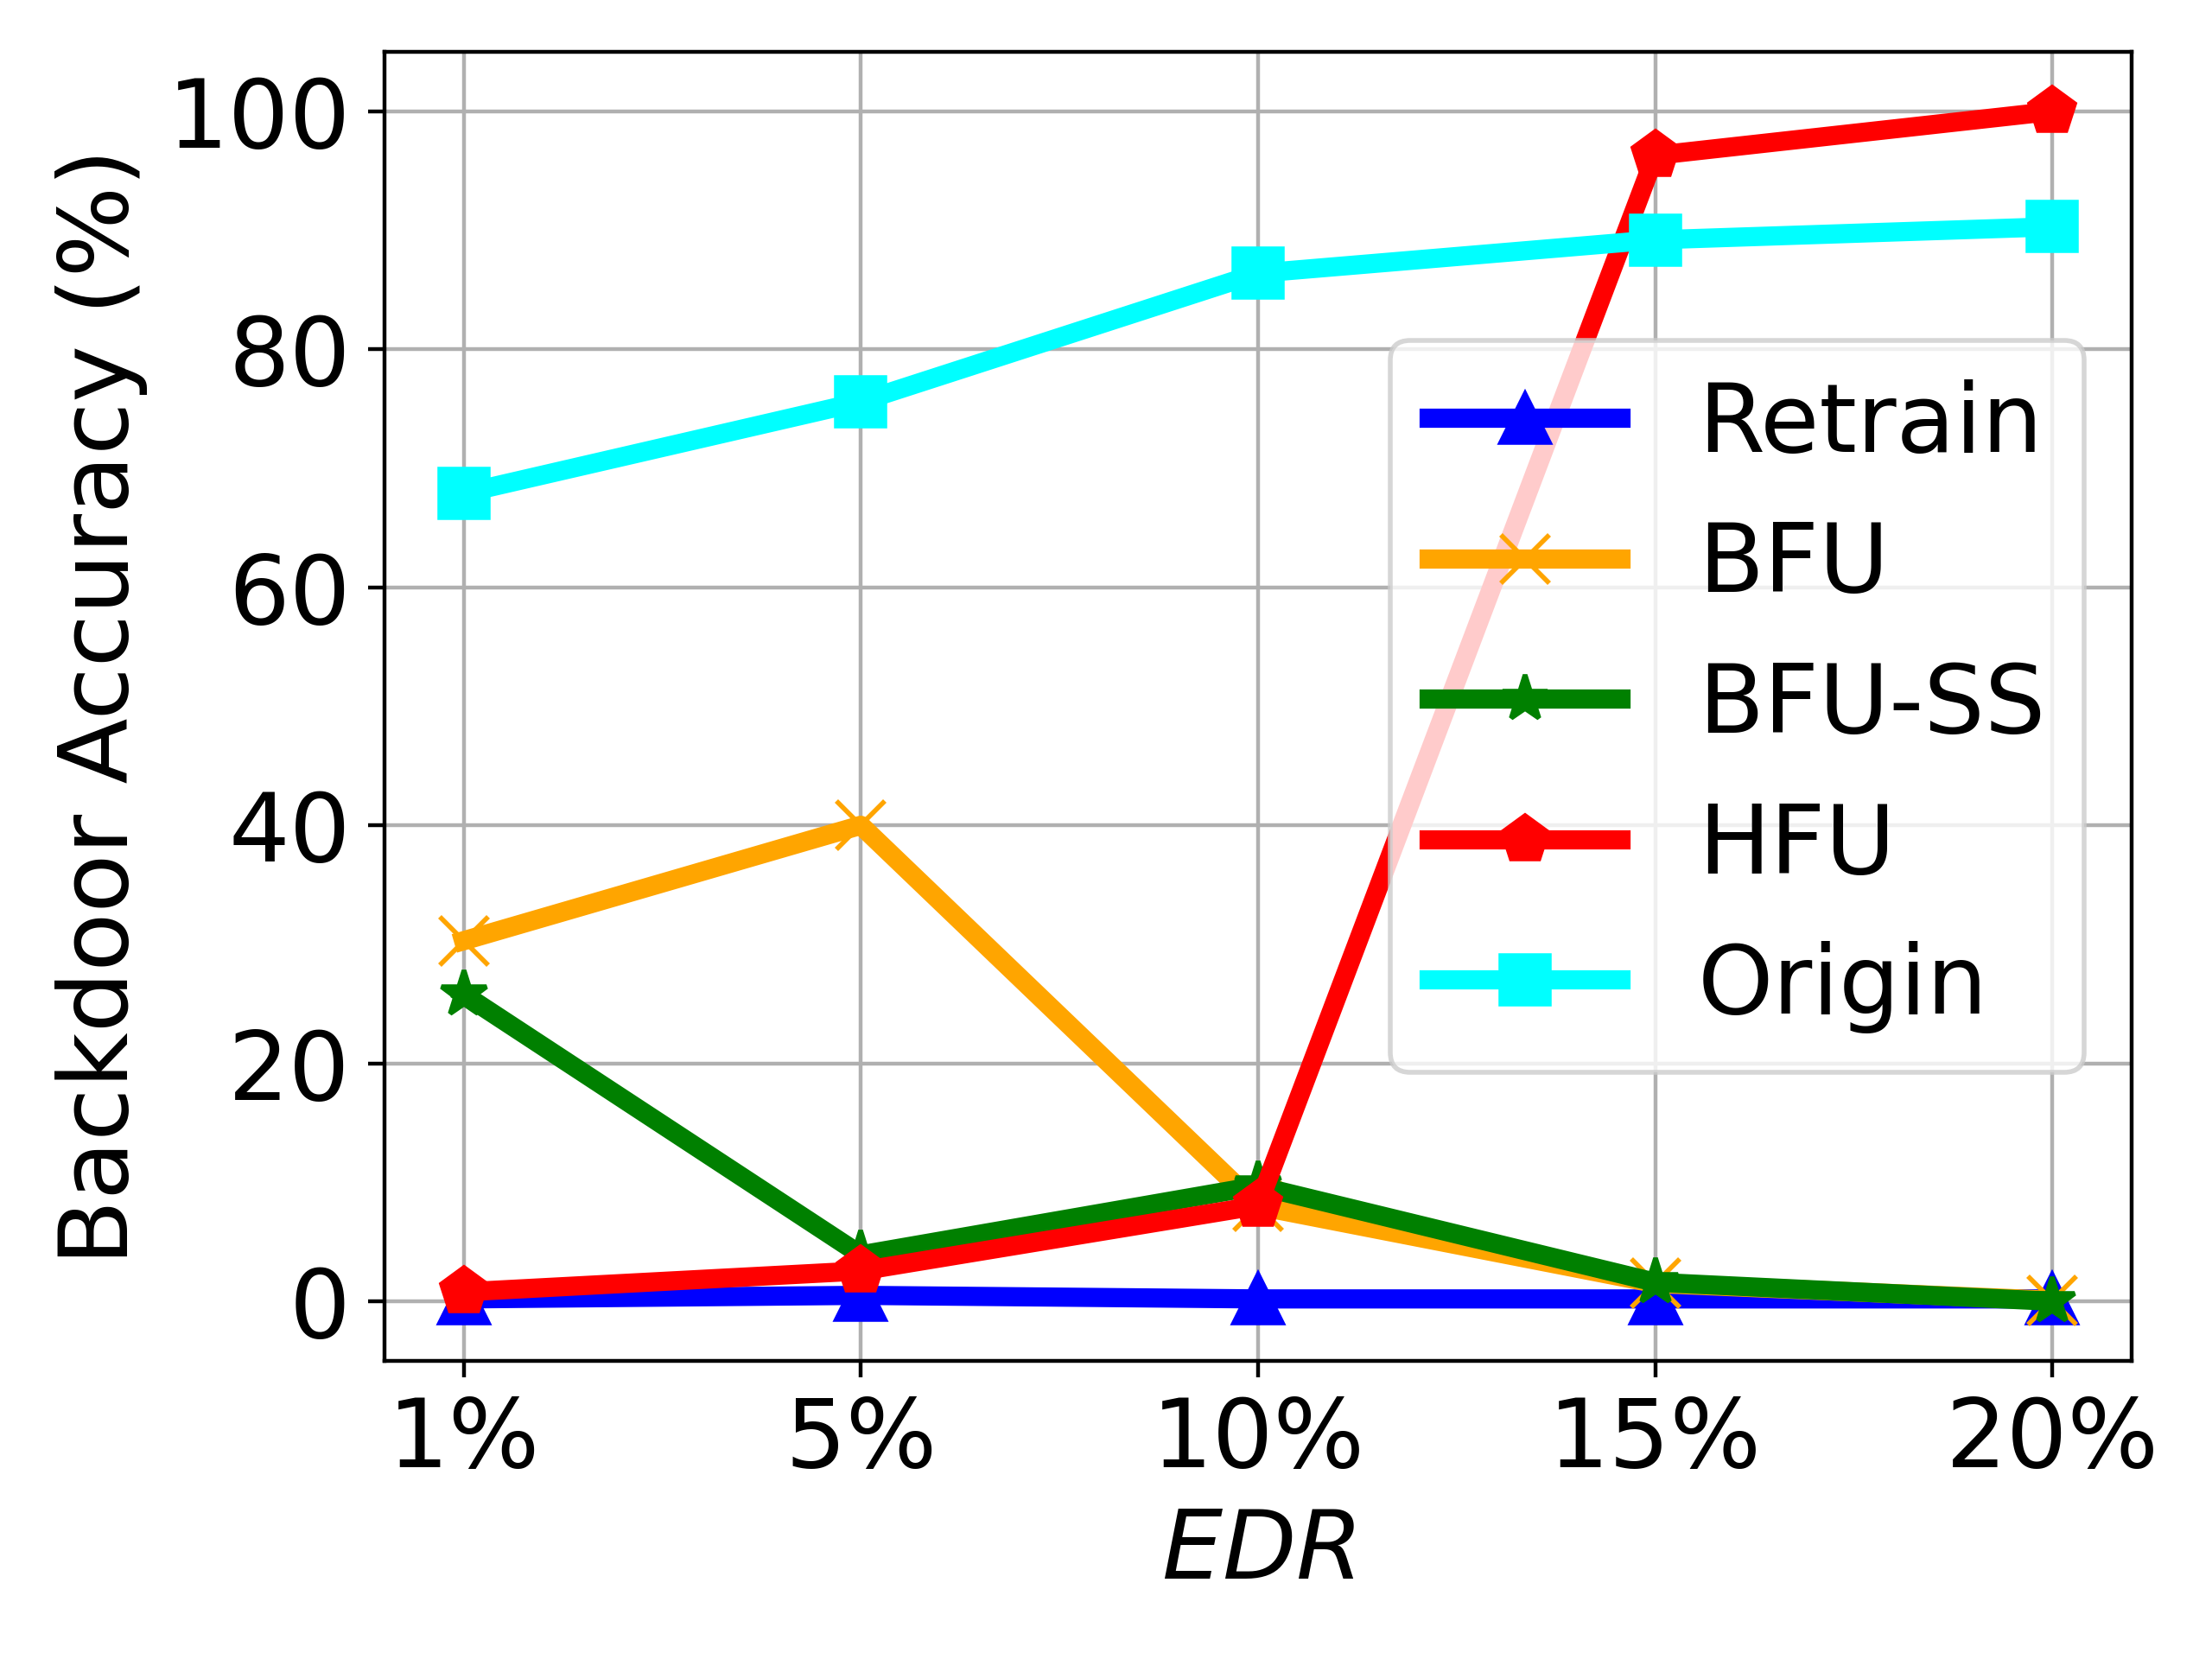 Backdoor Accuracy (%)
100
80
60
40
20
0
Retrain
BFU
BFU-SS
HFU
Origin
1% 5% 10% 15% 20%
EDR